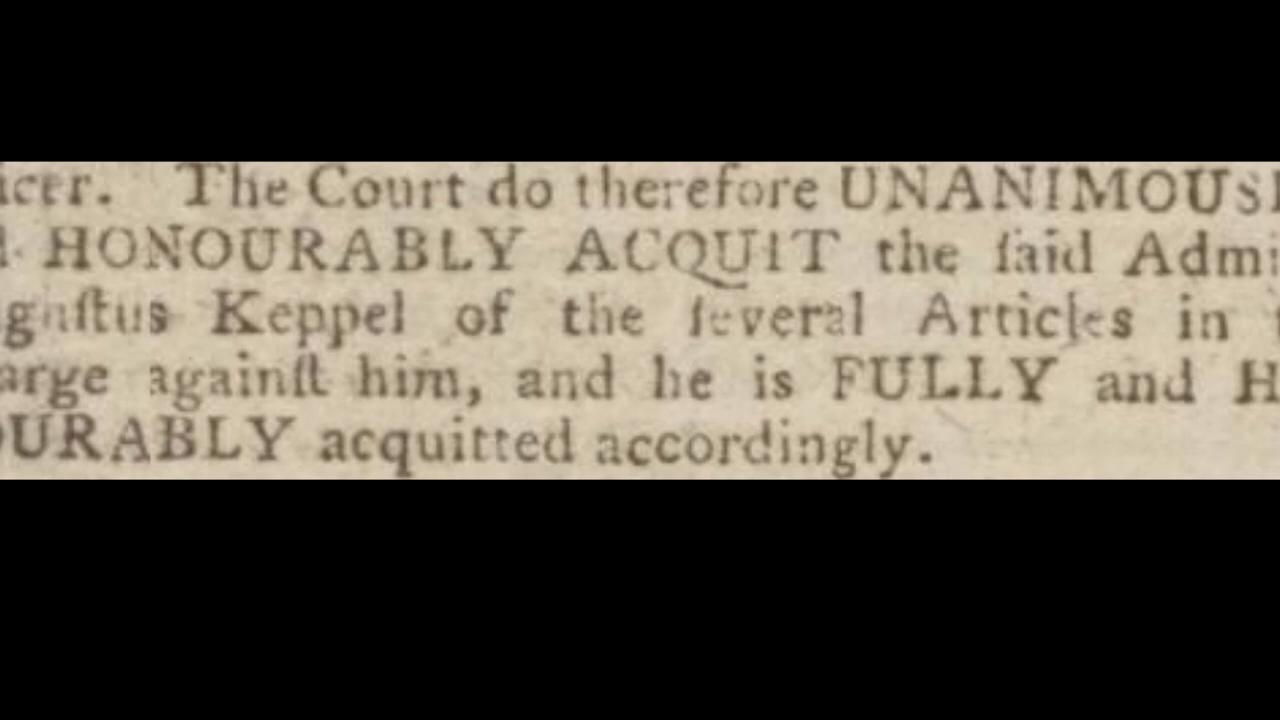 icer. The Court do therefore UNANIMOUS
HONOURABLY ACQUIT the ſaid Adm
guſtus Keppel of the ſeveral Articles in
arge againſt him, and he is FULLY and H
OURABLY acquitted accordingly.